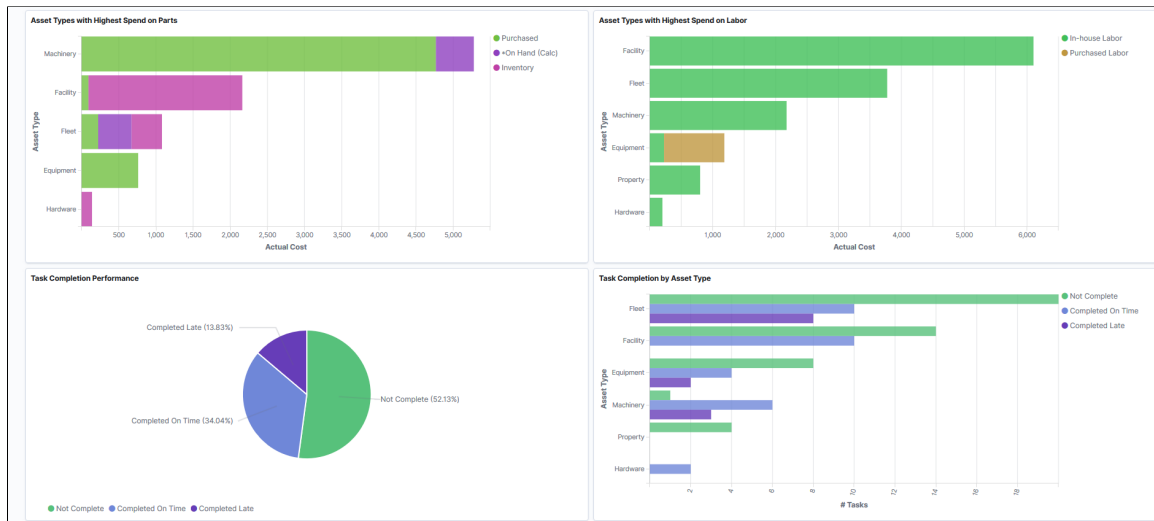 Asset Types with Highest Spend on Parts
Machinery
Facility
Fleet
Equipment
Hardware
Asset Type
500
1,000
1,500
2,000
2,500
3,000
3,500
4,000
4,500
5,000
Actual Cost
Purchased
*On Hand (Calc)
Inventory
Asset Types with Highest Spend on Labor
Facility
Fleet
Machinery
Equipment
Property
Hardware
Asset Type
1,000
2,000
3,000
4,000
5,000
6,000
Actual Cost
In-house Labor
Purchased Labor
Task Completion Performance
Completed Late (13.83%)
Not Complete (52.13%)
Completed On Time (34.04%)
Not Complete
Completed On Time
Completed Late
Task Completion by Asset Type
Fleet
Facility
Equipment
Machinery
Property
Hardware
Asset Type
2
4
6
8
10
12
14
16
18
# Tasks
Not Complete
Completed On Time
Completed Late